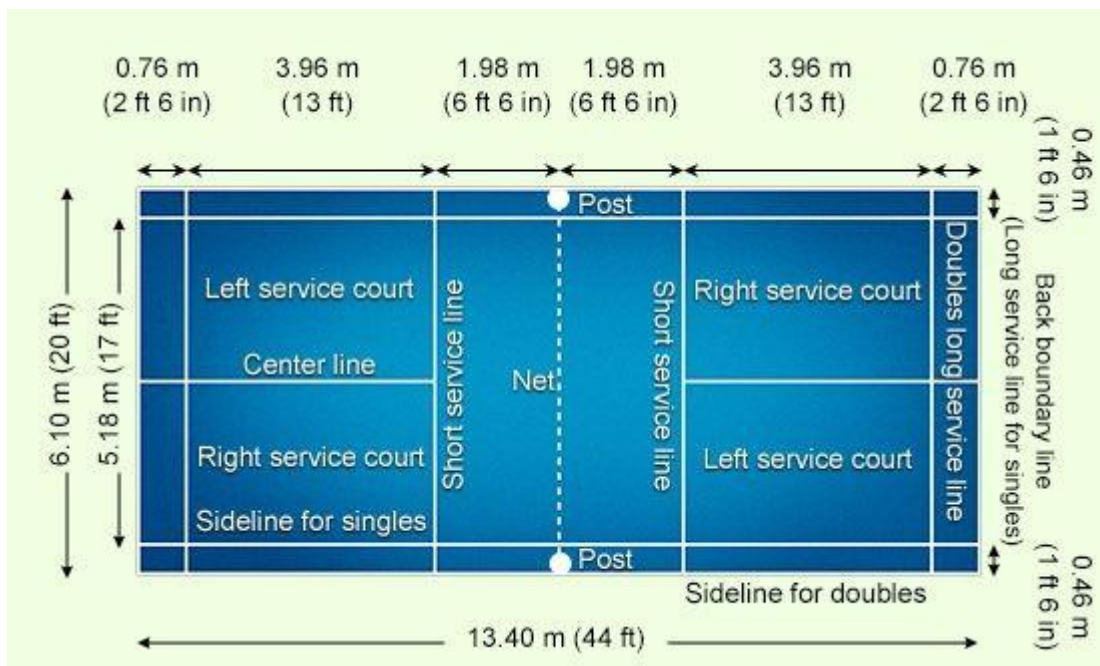 0.76 m
(2 ft 6 in)
3.96 m
(13 ft)
1.98 m
(6 ft 6 in)
1.98 m
(6 ft 6 in)
3.96 m
(13 ft)
0.76 m
(2 ft 6 in)
0.46 m
(1 ft 6 in)
Post
6.10 m (20 ft)
5.18 m (17 ft)
Left service court
Center line
Right service court
Sideline for singles
Short service line
Net
Short service line
Right service court
Left service court
Doubles long service line
Back boundary line
(Long service line for singles)
Post
Sideline for doubles
0.46 m
(1 ft 6 in)
13.40 m (44 ft)